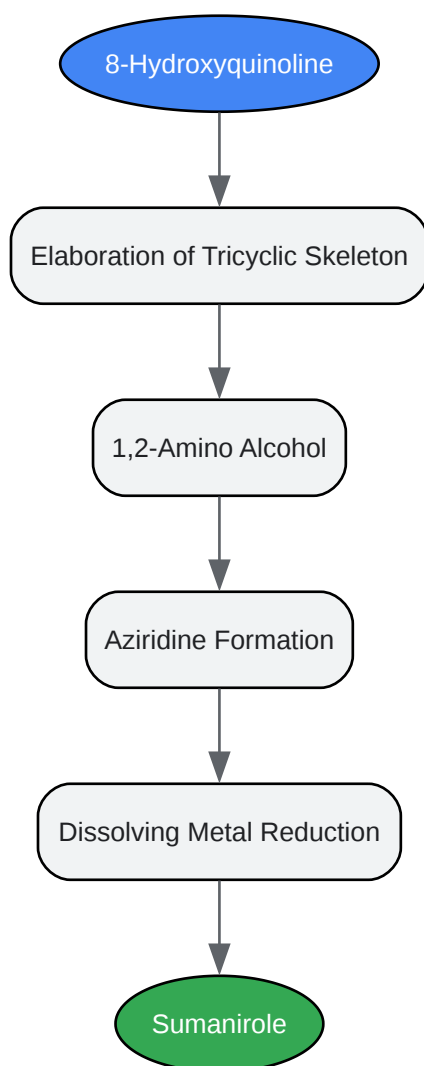 8-Hydroxyquinoline
Elaboration of Tricyclic Skeleton
1,2-Amino Alcohol
Aziridine Formation
Dissolving Metal Reduction
Sumanirole